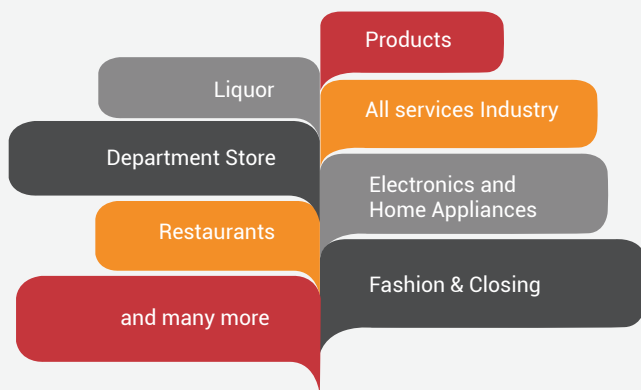 Products
Liquor
All services Industry
Department Store
Electronics and
Home Appliances
Restaurants
Fashion & Closing
and many more